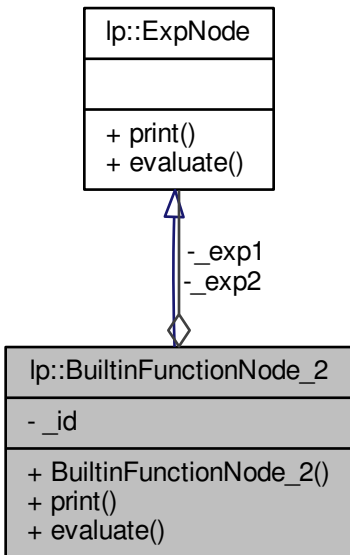 lp::ExpNode
+ print()
+ evaluate()
-_exp1
-_exp2
lp::BuiltinFunctionNode_2
- _id
+ BuiltinFunctionNode_2()
+ print()
+ evaluate()